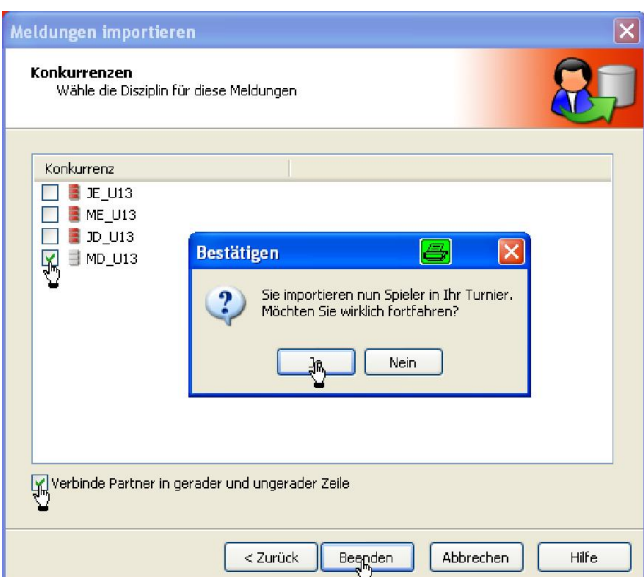 Meldungen importieren
Konkurrenzen
Wähle die Disziplin für diese Meldungen
Konkurrenz
JE_U13
ME_U13
JD_U13
MD_U13
Bestätigen
Sie importieren nun Spieler in Ihr Turnier.
Möchten Sie wirklich fortfahren?
Ja Nein
Verbinde Partner in gerader und ungerader Zeile
< Zurück Beenden Abbrechen Hilfe